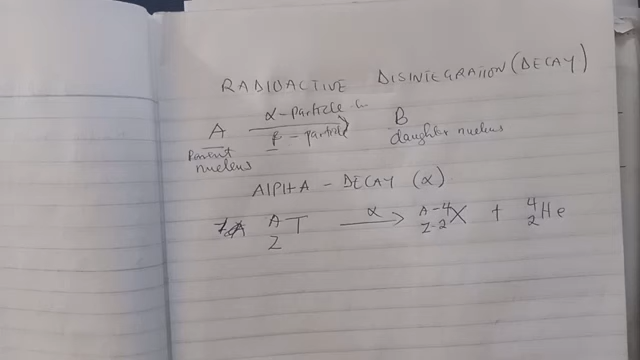 RADIOACTIVE DISINTEGRATION (DECAY)
α-particle
A → B
β - particle daughter nucleus
Parent
nucleus
AlPHA - DECAY (α)
A Z T α → A-4 Z-2 X + 4 2 He